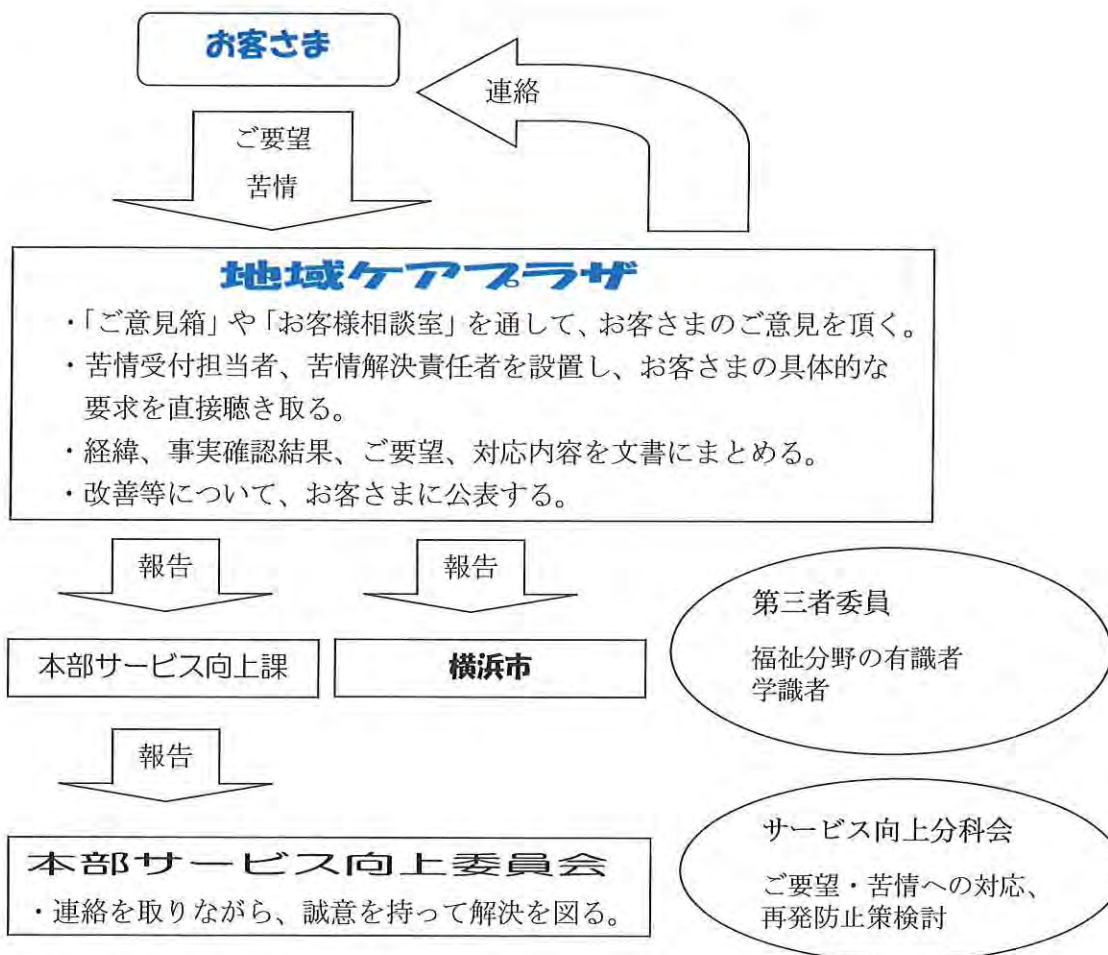 お客さま
連絡
ご要望
苦情
地域ケアプラザ
・「ご意見箱」や「お客様相談室」を通して、お客さまのご意見を頂く。
・苦情受付担当者、苦情解決責任者を設置し、お客さまの具体的な
要求を直接聴き取る。
・経緯、事実確認結果、ご要望、対応内容を文書にまとめる。
・改善等について、お客さまに公表する。
報告
報告
本部サービス向上課
横浜市
第三者委員
福祉分野の有識者
学識者
報告
本部サービス向上委員会
・連絡を取りながら、誠意を持って解決を図る。
サービス向上分科会
ご要望・苦情への対応、
再発防止策検討